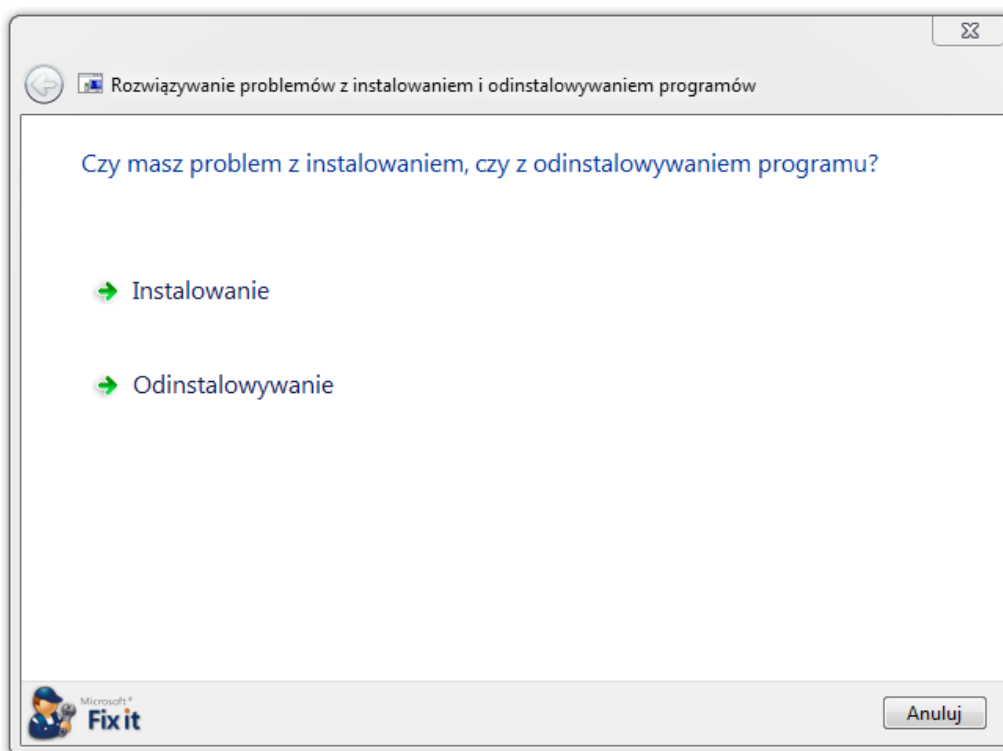 Rozwiązywanie problemów z instalowaniem i odinstalowywaniem programów
Czy masz problem z instalowaniem, czy z odinstalowywaniem programu?
Instalowanie
Odinstalowywanie
Microsoft®
Fix it
Anuluj